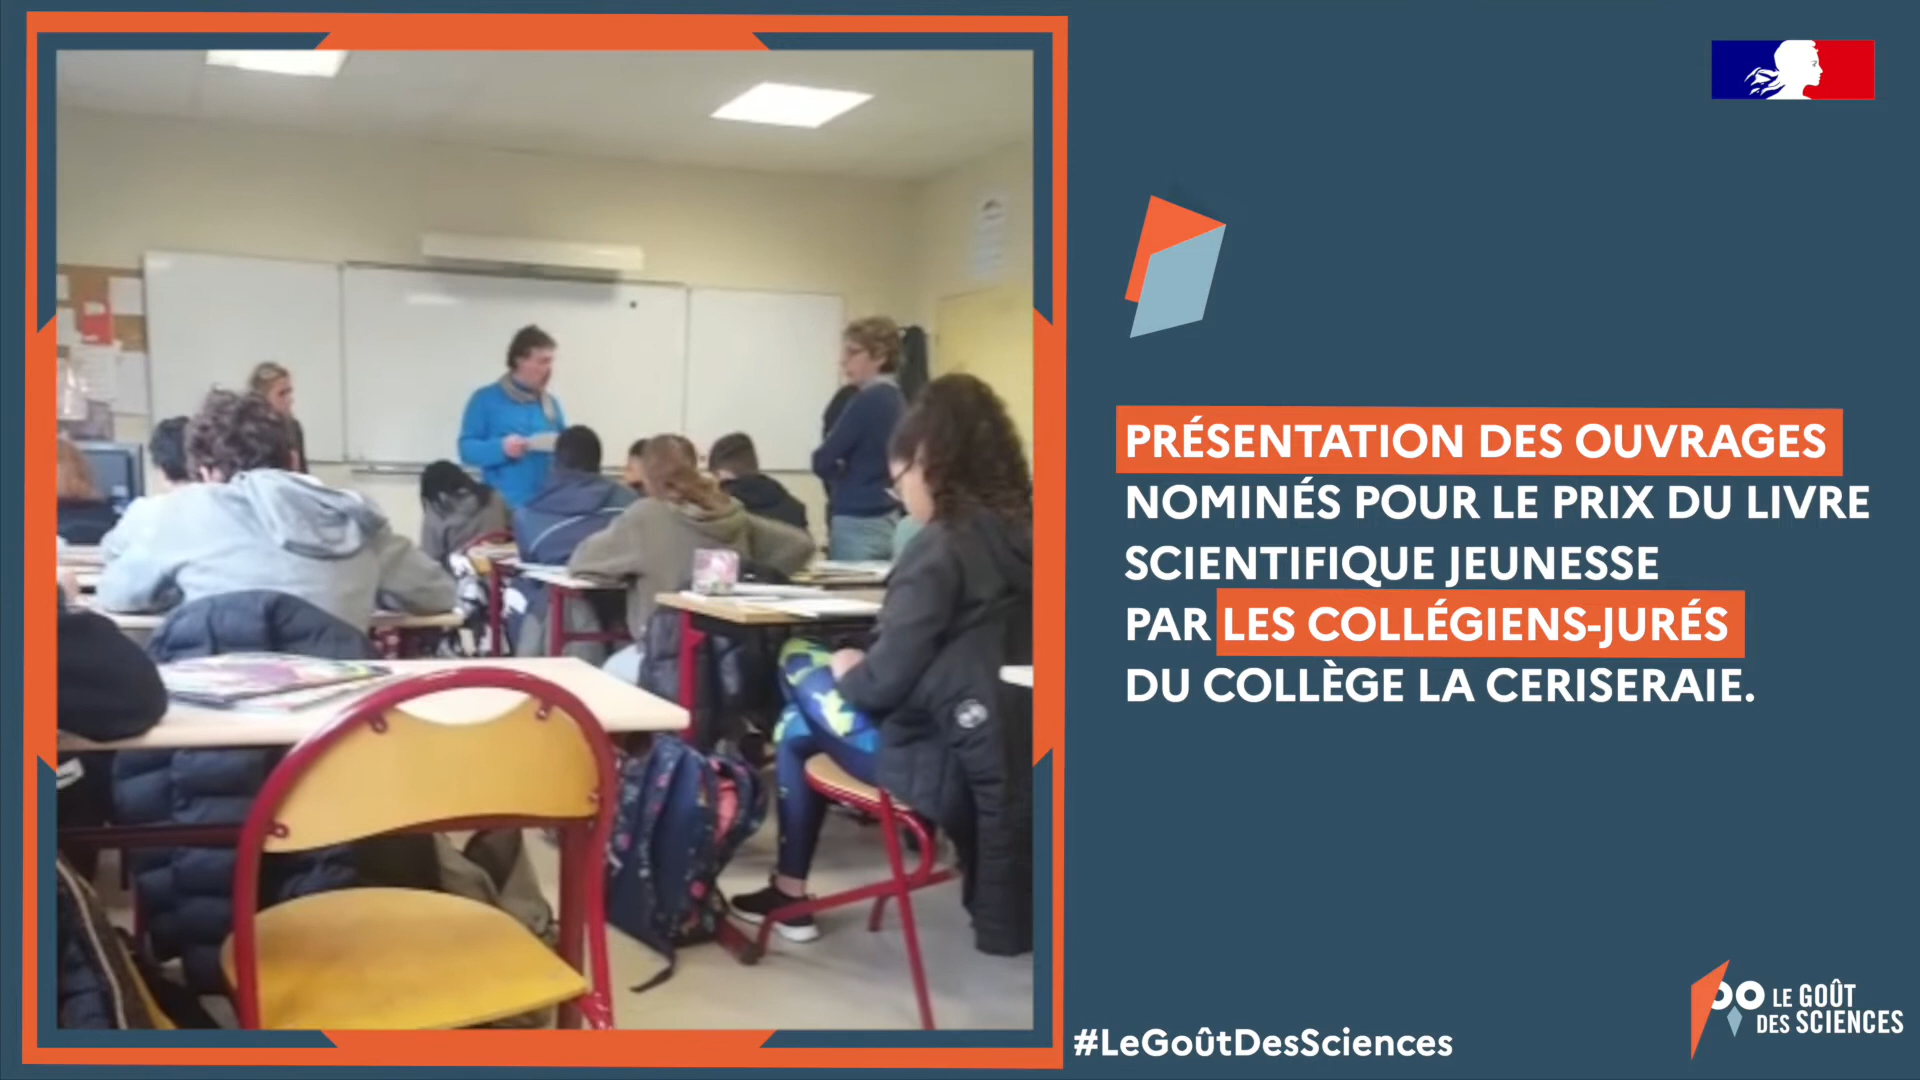 PRÉSENTATION DES OUVRAGES
NOMINÉS POUR LE PRIX DU LIVRE
SCIENTIFIQUE JEUNESSE
PAR LES COLLÉGIENS-JURÉS
DU COLLÈGE LA CERISERAIE.
#LeGoûtDesSciences
LE GOÛT
DES SCIENCES